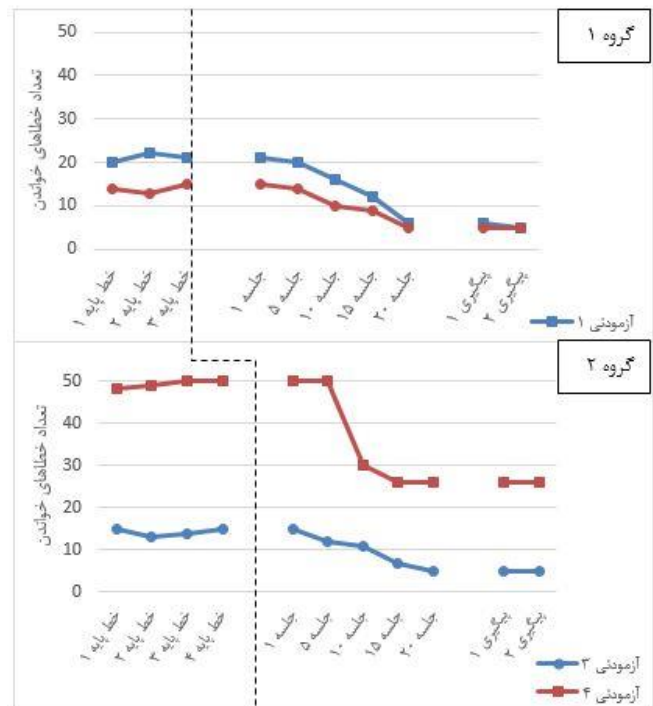 گروه ۱
تعداد خطاهای خواندن
50
40
30
20
10
0
خط پایه ۱
خط پایه ۲
خط پایه ۳
جلسه ۱
جلسه ۵
جلسه ۱۰
جلسه ۱۵
جلسه ۲۰
پیگیری ۱
پیگیری ۲
آزمودنی ۱
گروه ۲
تعداد خطاهای خواندن
50
40
30
20
10
0
خط پایه ۱
خط پایه ۲
خط پایه ۳
خط پایه ۴
جلسه ۱
جلسه ۵
جلسه ۱۰
جلسه ۱۵
جلسه ۲۰
پیگیری ۱
پیگیری ۲
آزمودنی ۳
آزمودنی ۴